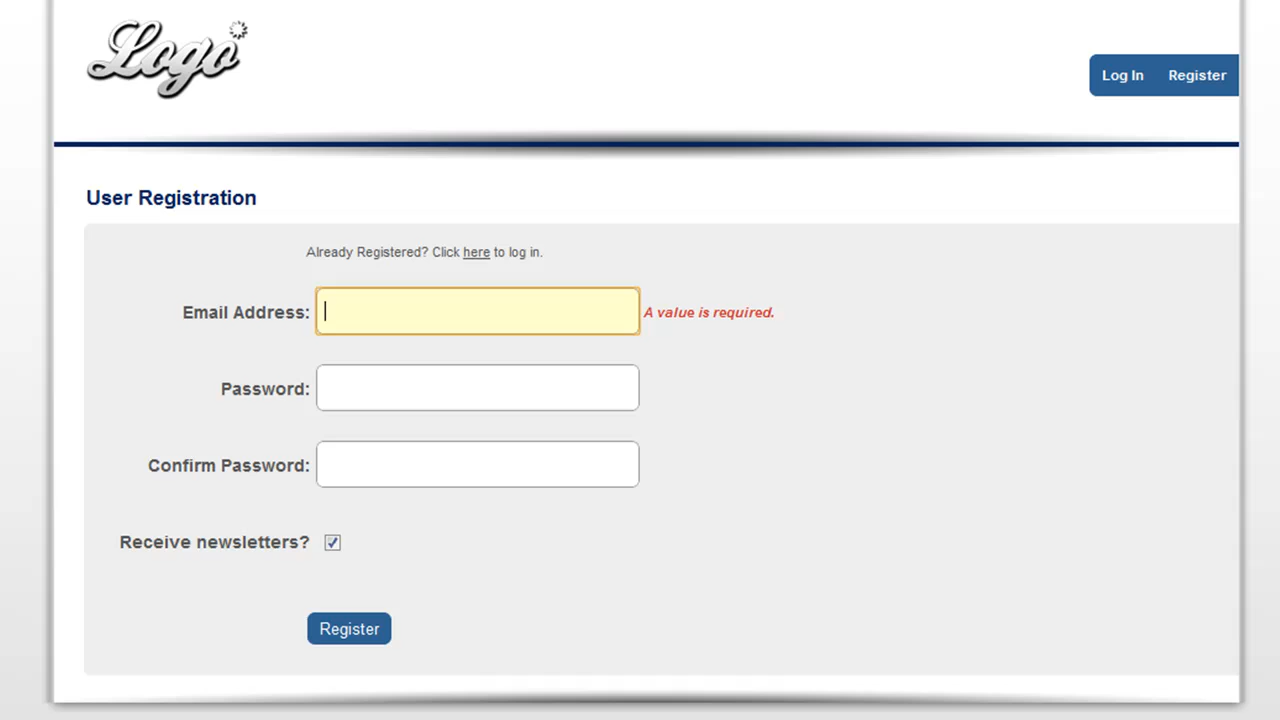 Logo
Log In Register
User Registration
Already Registered? Click here to log in.
Email Address: A value is required.
Password:
Confirm Password:
Receive newsletters?
Register